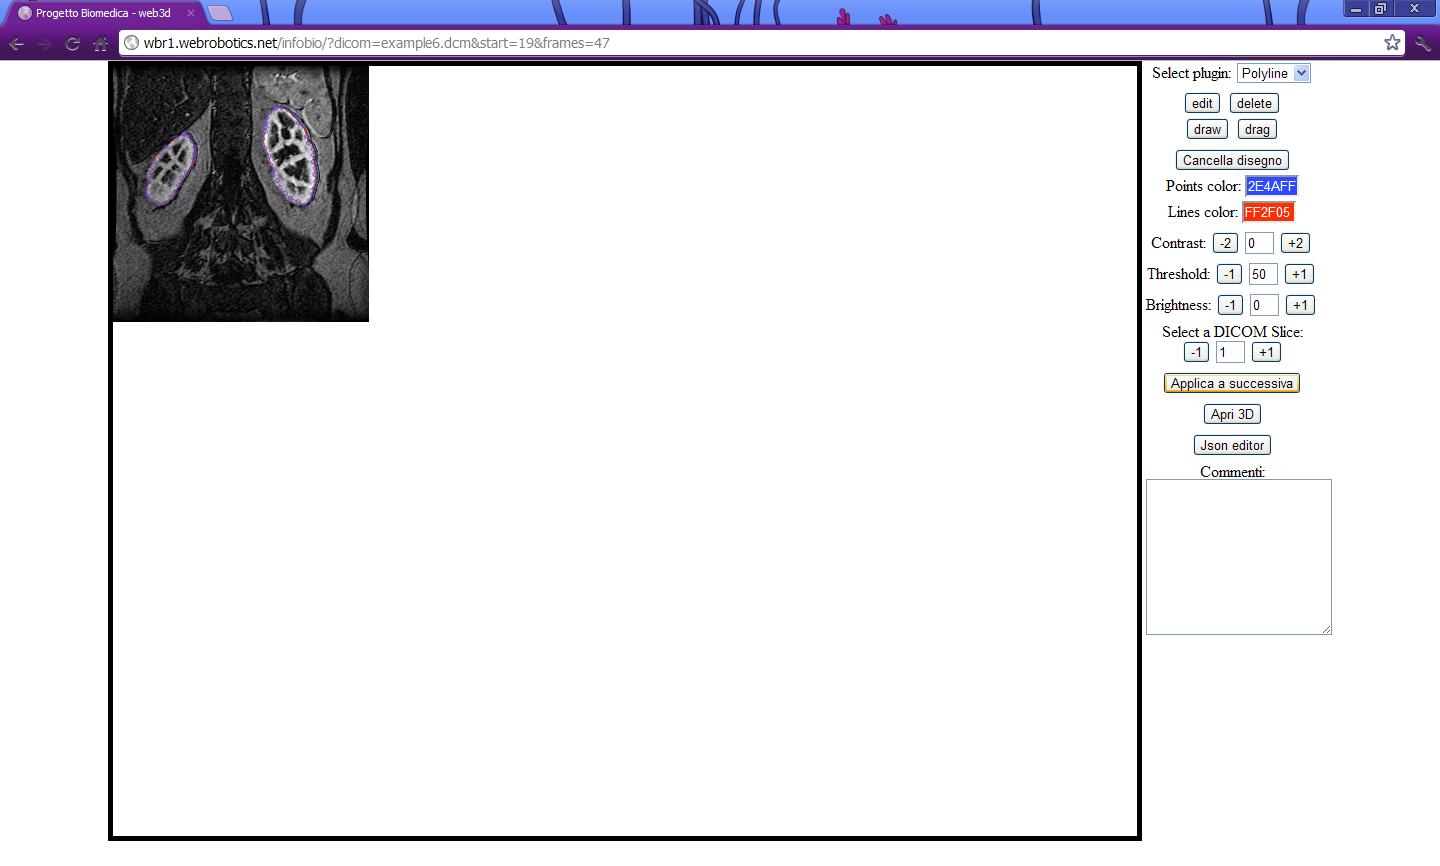 Progetto Biomedica - web3d
wbr1.webrobotics.net/infobio/?dicom=example6.dcm&start=19&frames=47
Select plugin: Polyline
edit delete
draw drag
Cancella disegno
Points color: 2E4AFF
Lines color: FF2F05
Contrast: -2 0 +2
Threshold: -1 50 +1
Brightness: -1 0 +1
Select a DICOM Slice:
-1 1 +1
Applica a successiva
Apri 3D
Json editor
Commenti: